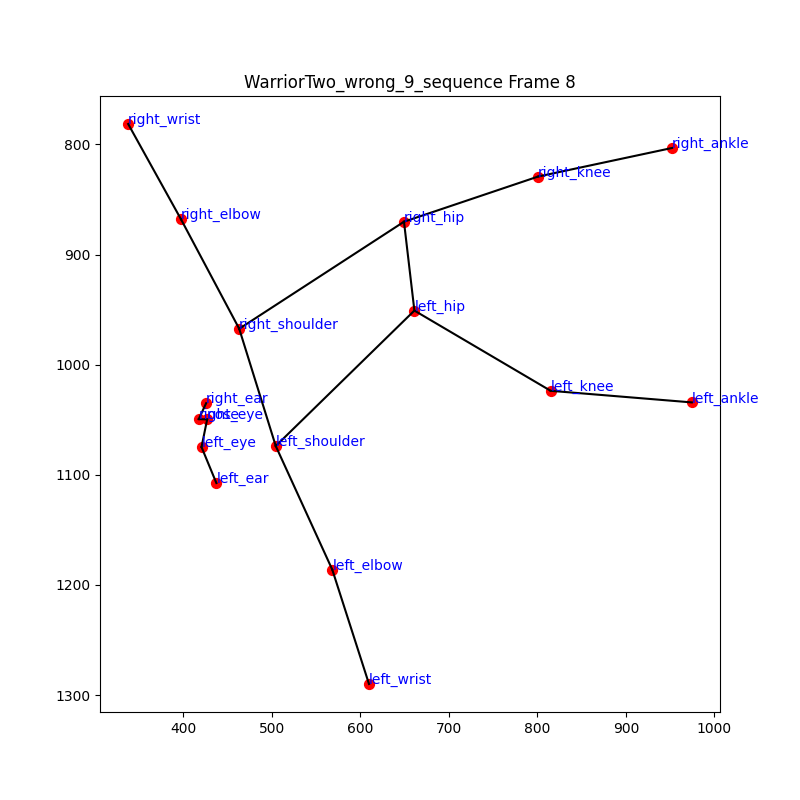 WarriorTwo_wrong_9_sequence Frame 8
right_wrist
right_ankle
right_knee
right_elbow
right_hip
left_hip
right_shoulder
left_knee
right_ear
left_ankle
right_eye
nose
left_eye
left_shoulder
left_ear
left_elbow
left_wrist
800
900
1000
1100
1200
1300
400
500
600
700
800
900
1000